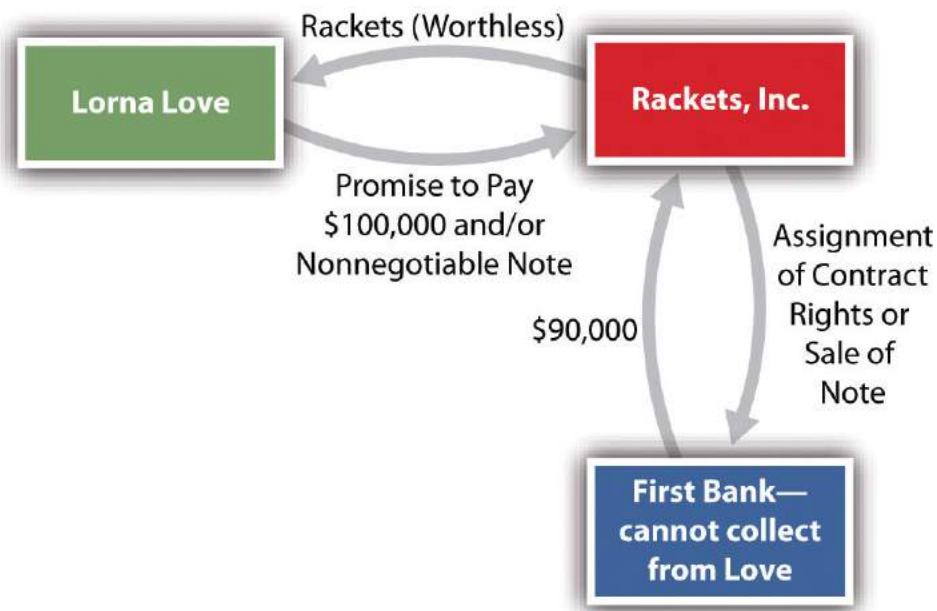 Rackets (Worthless)
Lorna Love
Rackets, Inc.
Promise to Pay
$100,000 and/or
Nonnegotiable Note
Assignment
of Contract
Rights or
Sale of
Note
$90,000
First Bank—
cannot collect
from Love